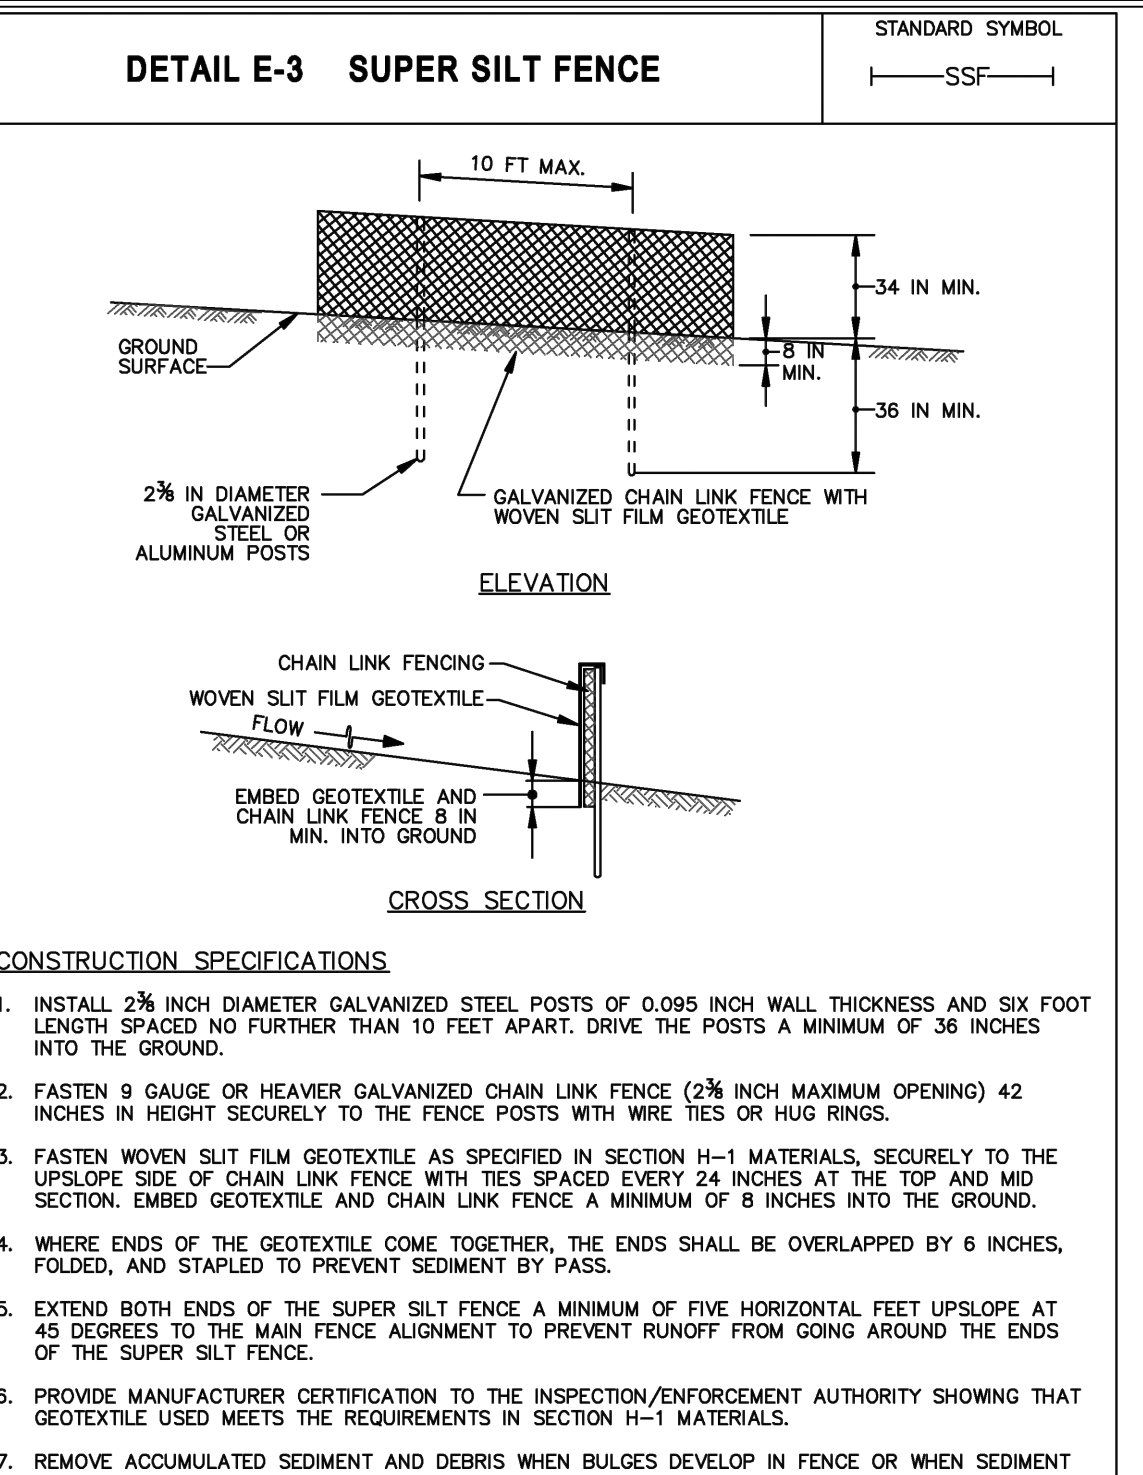 DETAIL E-3 SUPER SILT FENCE
STANDARD SYMBOL
SSF
10 FT MAX.
34 IN MIN.
GROUND
SURFACE
8 IN
MIN.
36 IN MIN.
2⅜ IN DIAMETER
GALVANIZED
STEEL OR
ALUMINUM POSTS
GALVANIZED CHAIN LINK FENCE WITH
WOVEN SLIT FILM GEOTEXTILE
ELEVATION
CHAIN LINK FENCING
WOVEN SLIT FILM GEOTEXTILE
FLOW
EMBED GEOTEXTILE AND
CHAIN LINK FENCE 8 IN
MIN. INTO GROUND
CROSS SECTION
CONSTRUCTION SPECIFICATIONS
1. INSTALL 2⅜ INCH DIAMETER GALVANIZED STEEL POSTS OF 0.095 INCH WALL THICKNESS AND SIX FOOT
LENGTH SPACED NO FURTHER THAN 10 FEET APART. DRIVE THE POSTS A MINIMUM OF 36 INCHES
INTO THE GROUND.
2. FASTEN 9 GAUGE OR HEAVIER GALVANIZED CHAIN LINK FENCE (2⅜ INCH MAXIMUM OPENING) 42
INCHES IN HEIGHT SECURELY TO THE FENCE POSTS WITH WIRE TIES OR HUG RINGS.
3. FASTEN WOVEN SLIT FILM GEOTEXTILE AS SPECIFIED IN SECTION H-1 MATERIALS, SECURELY TO THE
UPSLOPE SIDE OF CHAIN LINK FENCE WITH TIES SPACED EVERY 24 INCHES AT THE TOP AND MID
SECTION. EMBED GEOTEXTILE AND CHAIN LINK FENCE A MINIMUM OF 8 INCHES INTO THE GROUND.
4. WHERE ENDS OF THE GEOTEXTILE COME TOGETHER, THE ENDS SHALL BE OVERLAPPED BY 6 INCHES,
FOLDED, AND STAPLED TO PREVENT SEDIMENT BY PASS.
5. EXTEND BOTH ENDS OF THE SUPER SILT FENCE A MINIMUM OF FIVE HORIZONTAL FEET UPSLOPE AT
45 DEGREES TO THE MAIN FENCE ALIGNMENT TO PREVENT RUNOFF FROM GOING AROUND THE ENDS
OF THE SUPER SILT FENCE.
6. PROVIDE MANUFACTURER CERTIFICATION TO THE INSPECTION/ENFORCEMENT AUTHORITY SHOWING THAT
GEOTEXTILE USED MEETS THE REQUIREMENTS IN SECTION H-1 MATERIALS.
7. REMOVE ACCUMULATED SEDIMENT AND DEBRIS WHEN BULGES DEVELOP IN FENCE OR WHEN SEDIMENT